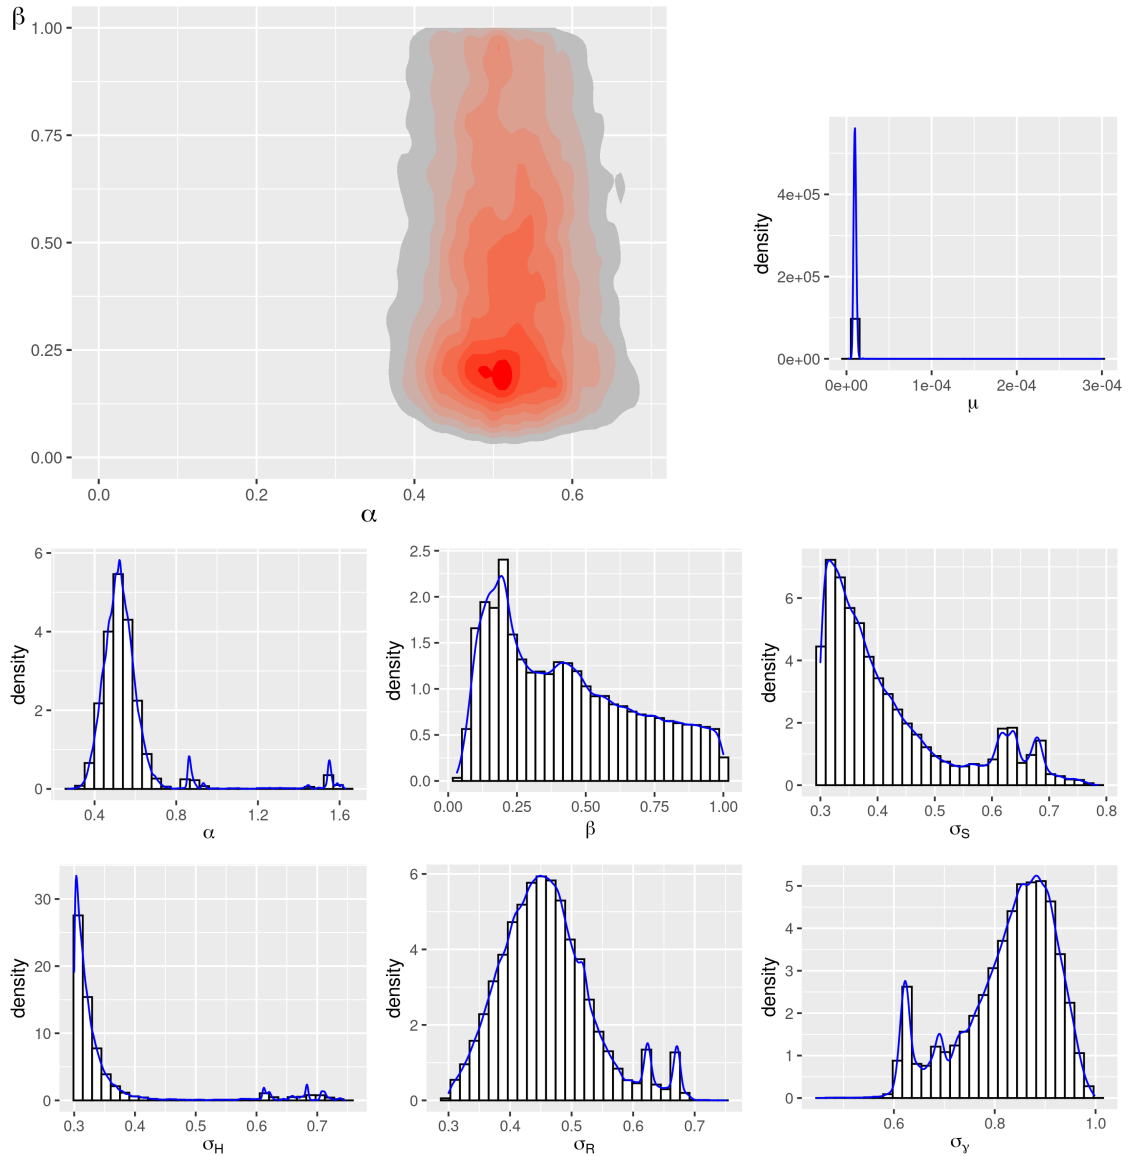 β
1.00
0.75
0.50
0.25
0.00
0.0 0.2 0.4 0.6
α
density
4e+05
2e+05
0e+00
0e+00 1e-04 2e-04 3e-04
μ
density
6
4
2
0
0.4 0.8 1.2 1.6
α
density
2.5
2.0
1.5
1.0
0.5
0.0
0.00 0.25 0.50 0.75 1.00
β
density
6
4
2
0
0.3 0.4 0.5 0.6 0.7 0.8
σS
density
30
20
10
0
0.3 0.4 0.5 0.6 0.7
σH
density
6
4
2
0
0.3 0.4 0.5 0.6 0.7
σR
density
5
4
3
2
1
0
0.6 0.8 1.0
σγ